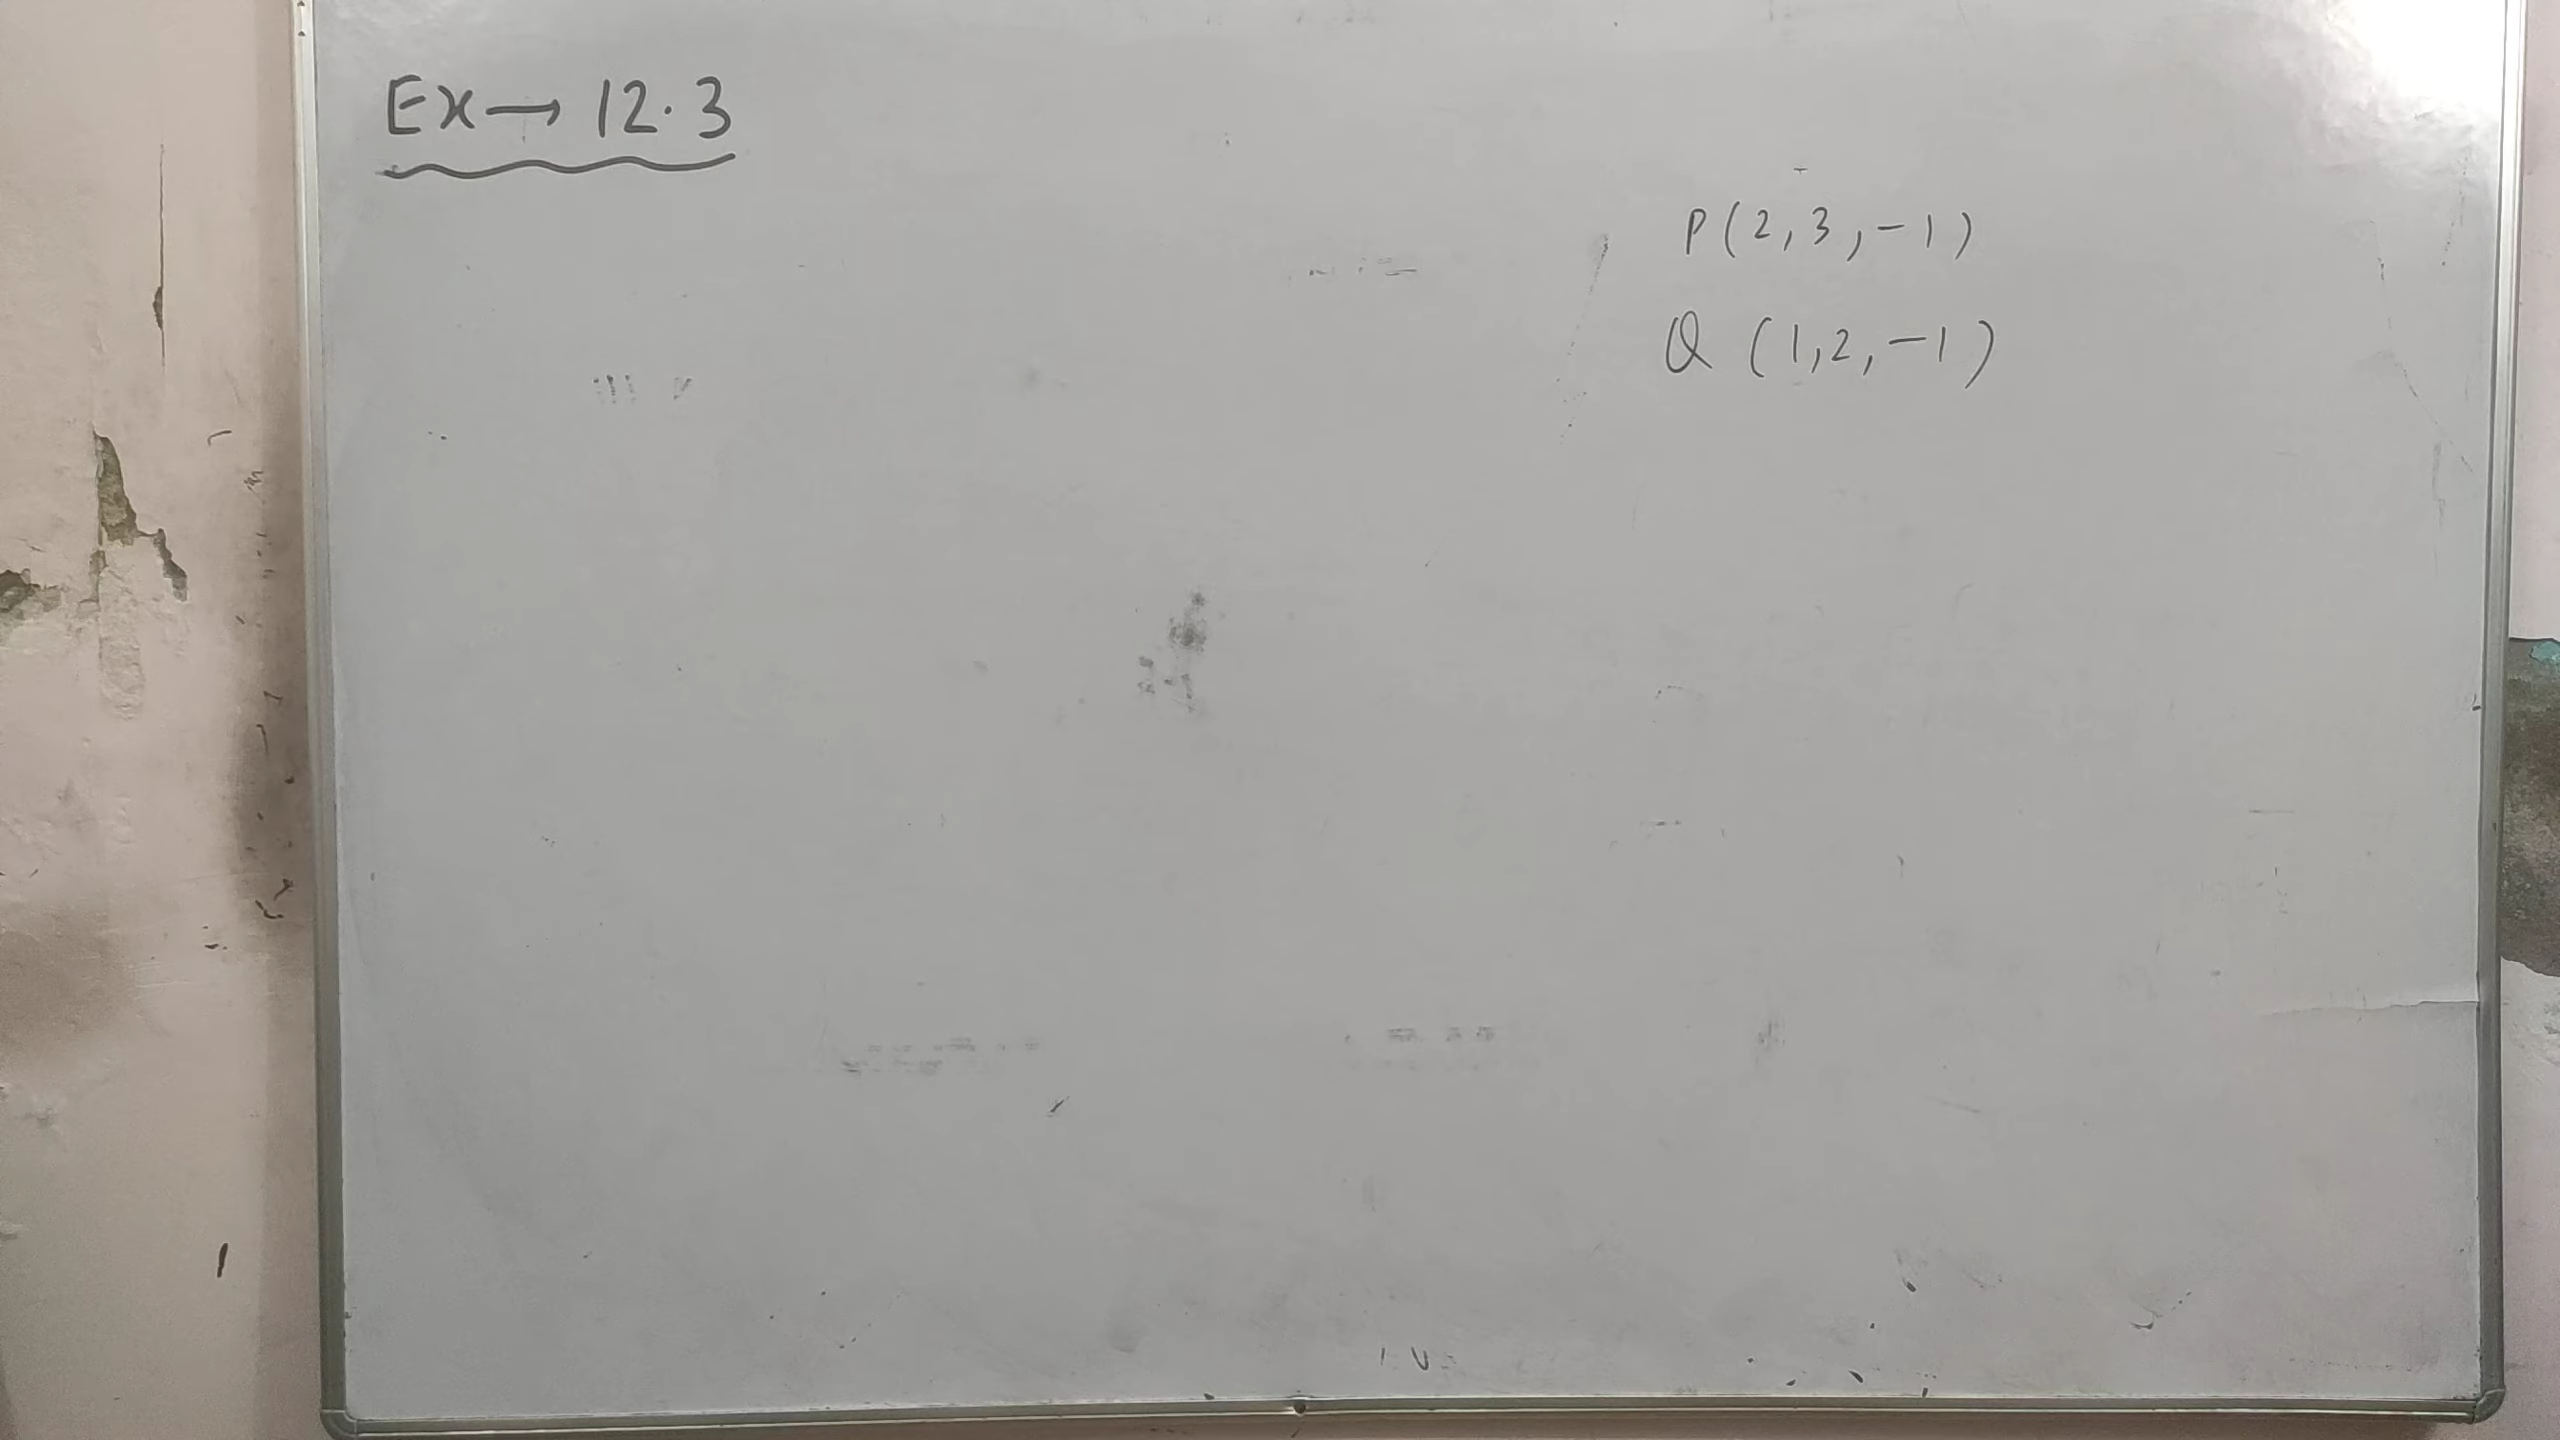 Ex→ 12.3
P(2,3,-1)
Q (1,2,-1)